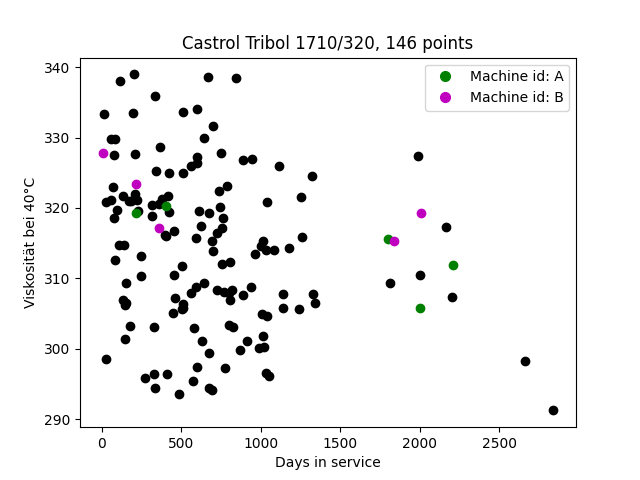 Castrol Tribol 1710/320, 146 points
Machine id: A
Machine id: B
Viskosität bei 40°C
340
330
320
310
300
290
0 500 1000 1500 2000 2500
Days in service